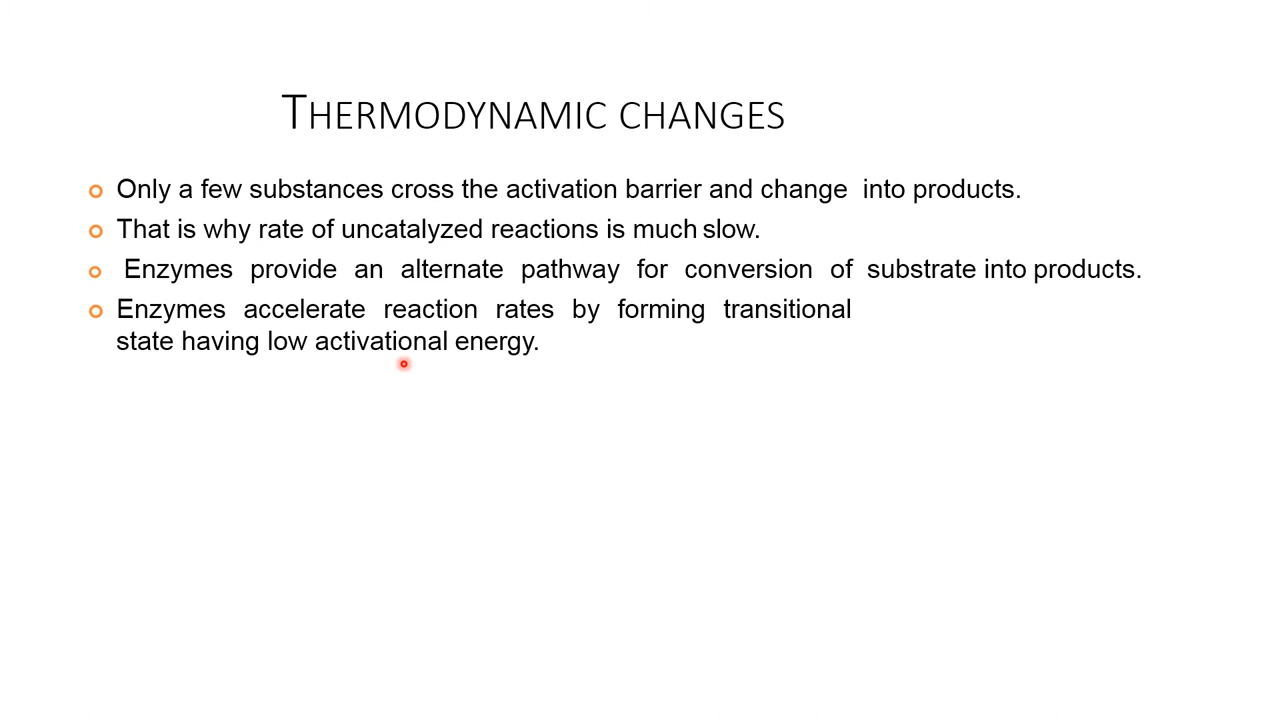 THERMODYNAMIC CHANGES
Only a few substances cross the activation barrier and change into products.
That is why rate of uncatalyzed reactions is much slow.
Enzymes provide an alternate pathway for conversion of substrate into products.
Enzymes accelerate reaction rates by forming transitional
state having low activational energy.